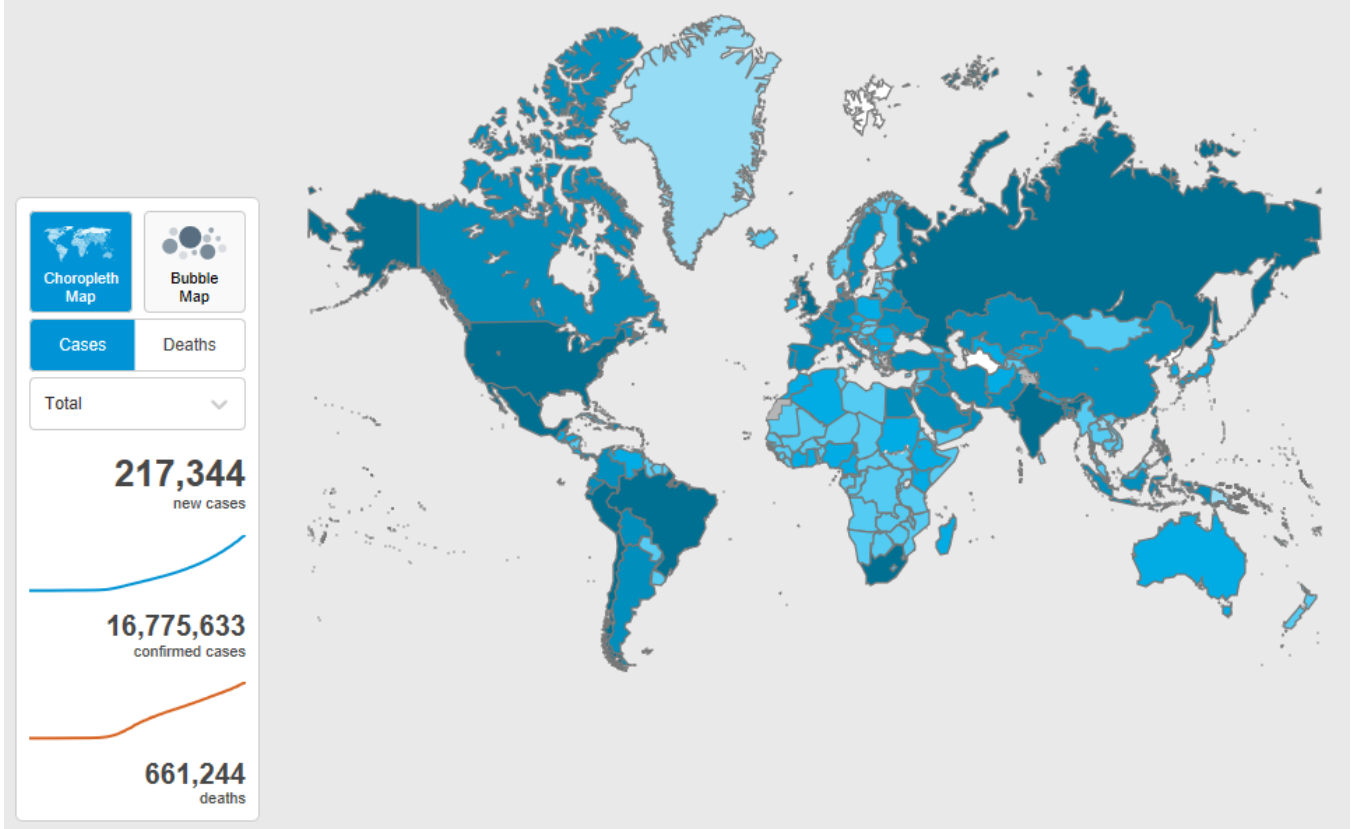 Choropleth
Map
Bubble
Map
Cases
Deaths
Total
217,344
new cases
16,775,633
confirmed cases
661,244
deaths